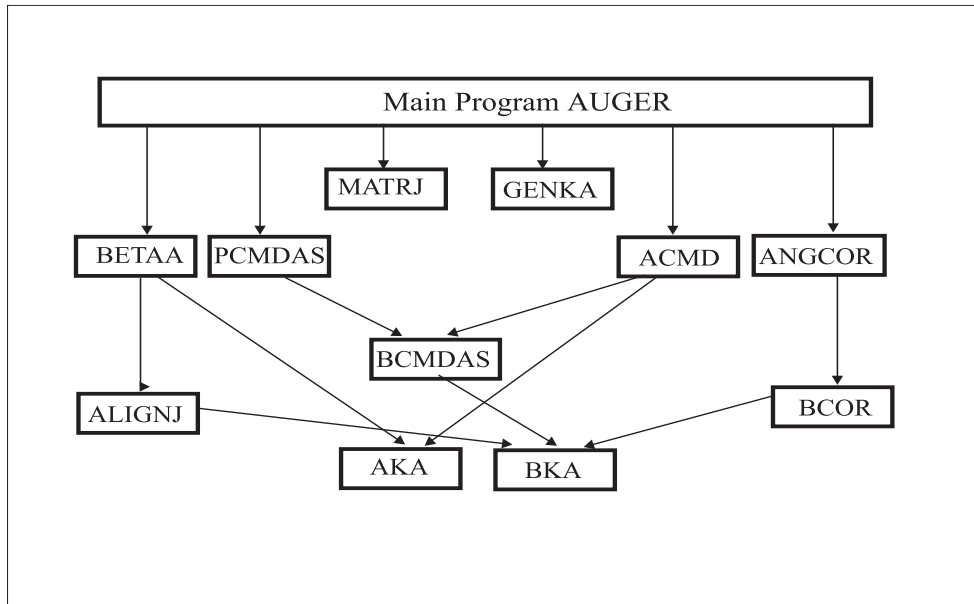 Main Program AUGER
MATRJ
GENKA
BETAA
PCMDAS
ACMD
ANGCOR
BCMDAS
ALIGNJ
BCOR
AKA
BKA